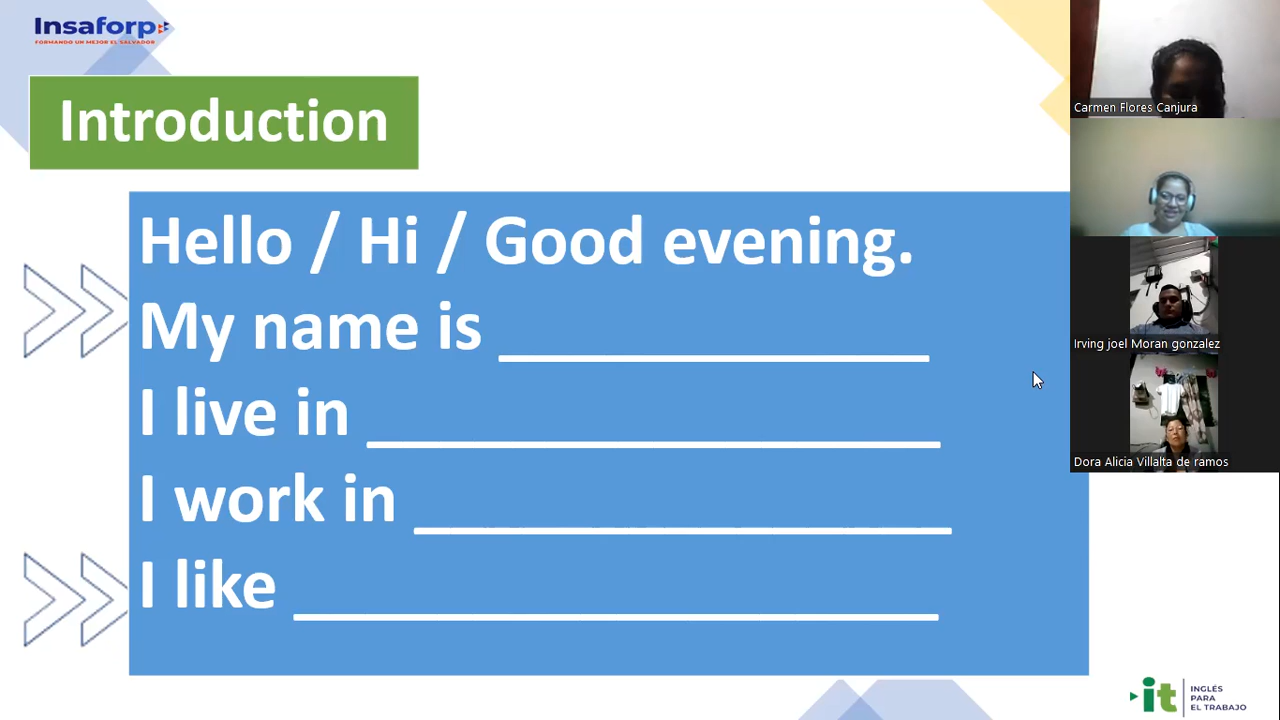 Insaforp
FORMANDO UN MEJOR EL SALVADOR
Introduction
Hello / Hi / Good evening.
My name is _______________
I live in ____________________
I work in ___________________
I like _______________________
Carmen Flores Canjura
Irving joel Moran gonzalez
Dora Alicia Villalta de ramos
it
INGLÉS
PARA
EL TRABAJO